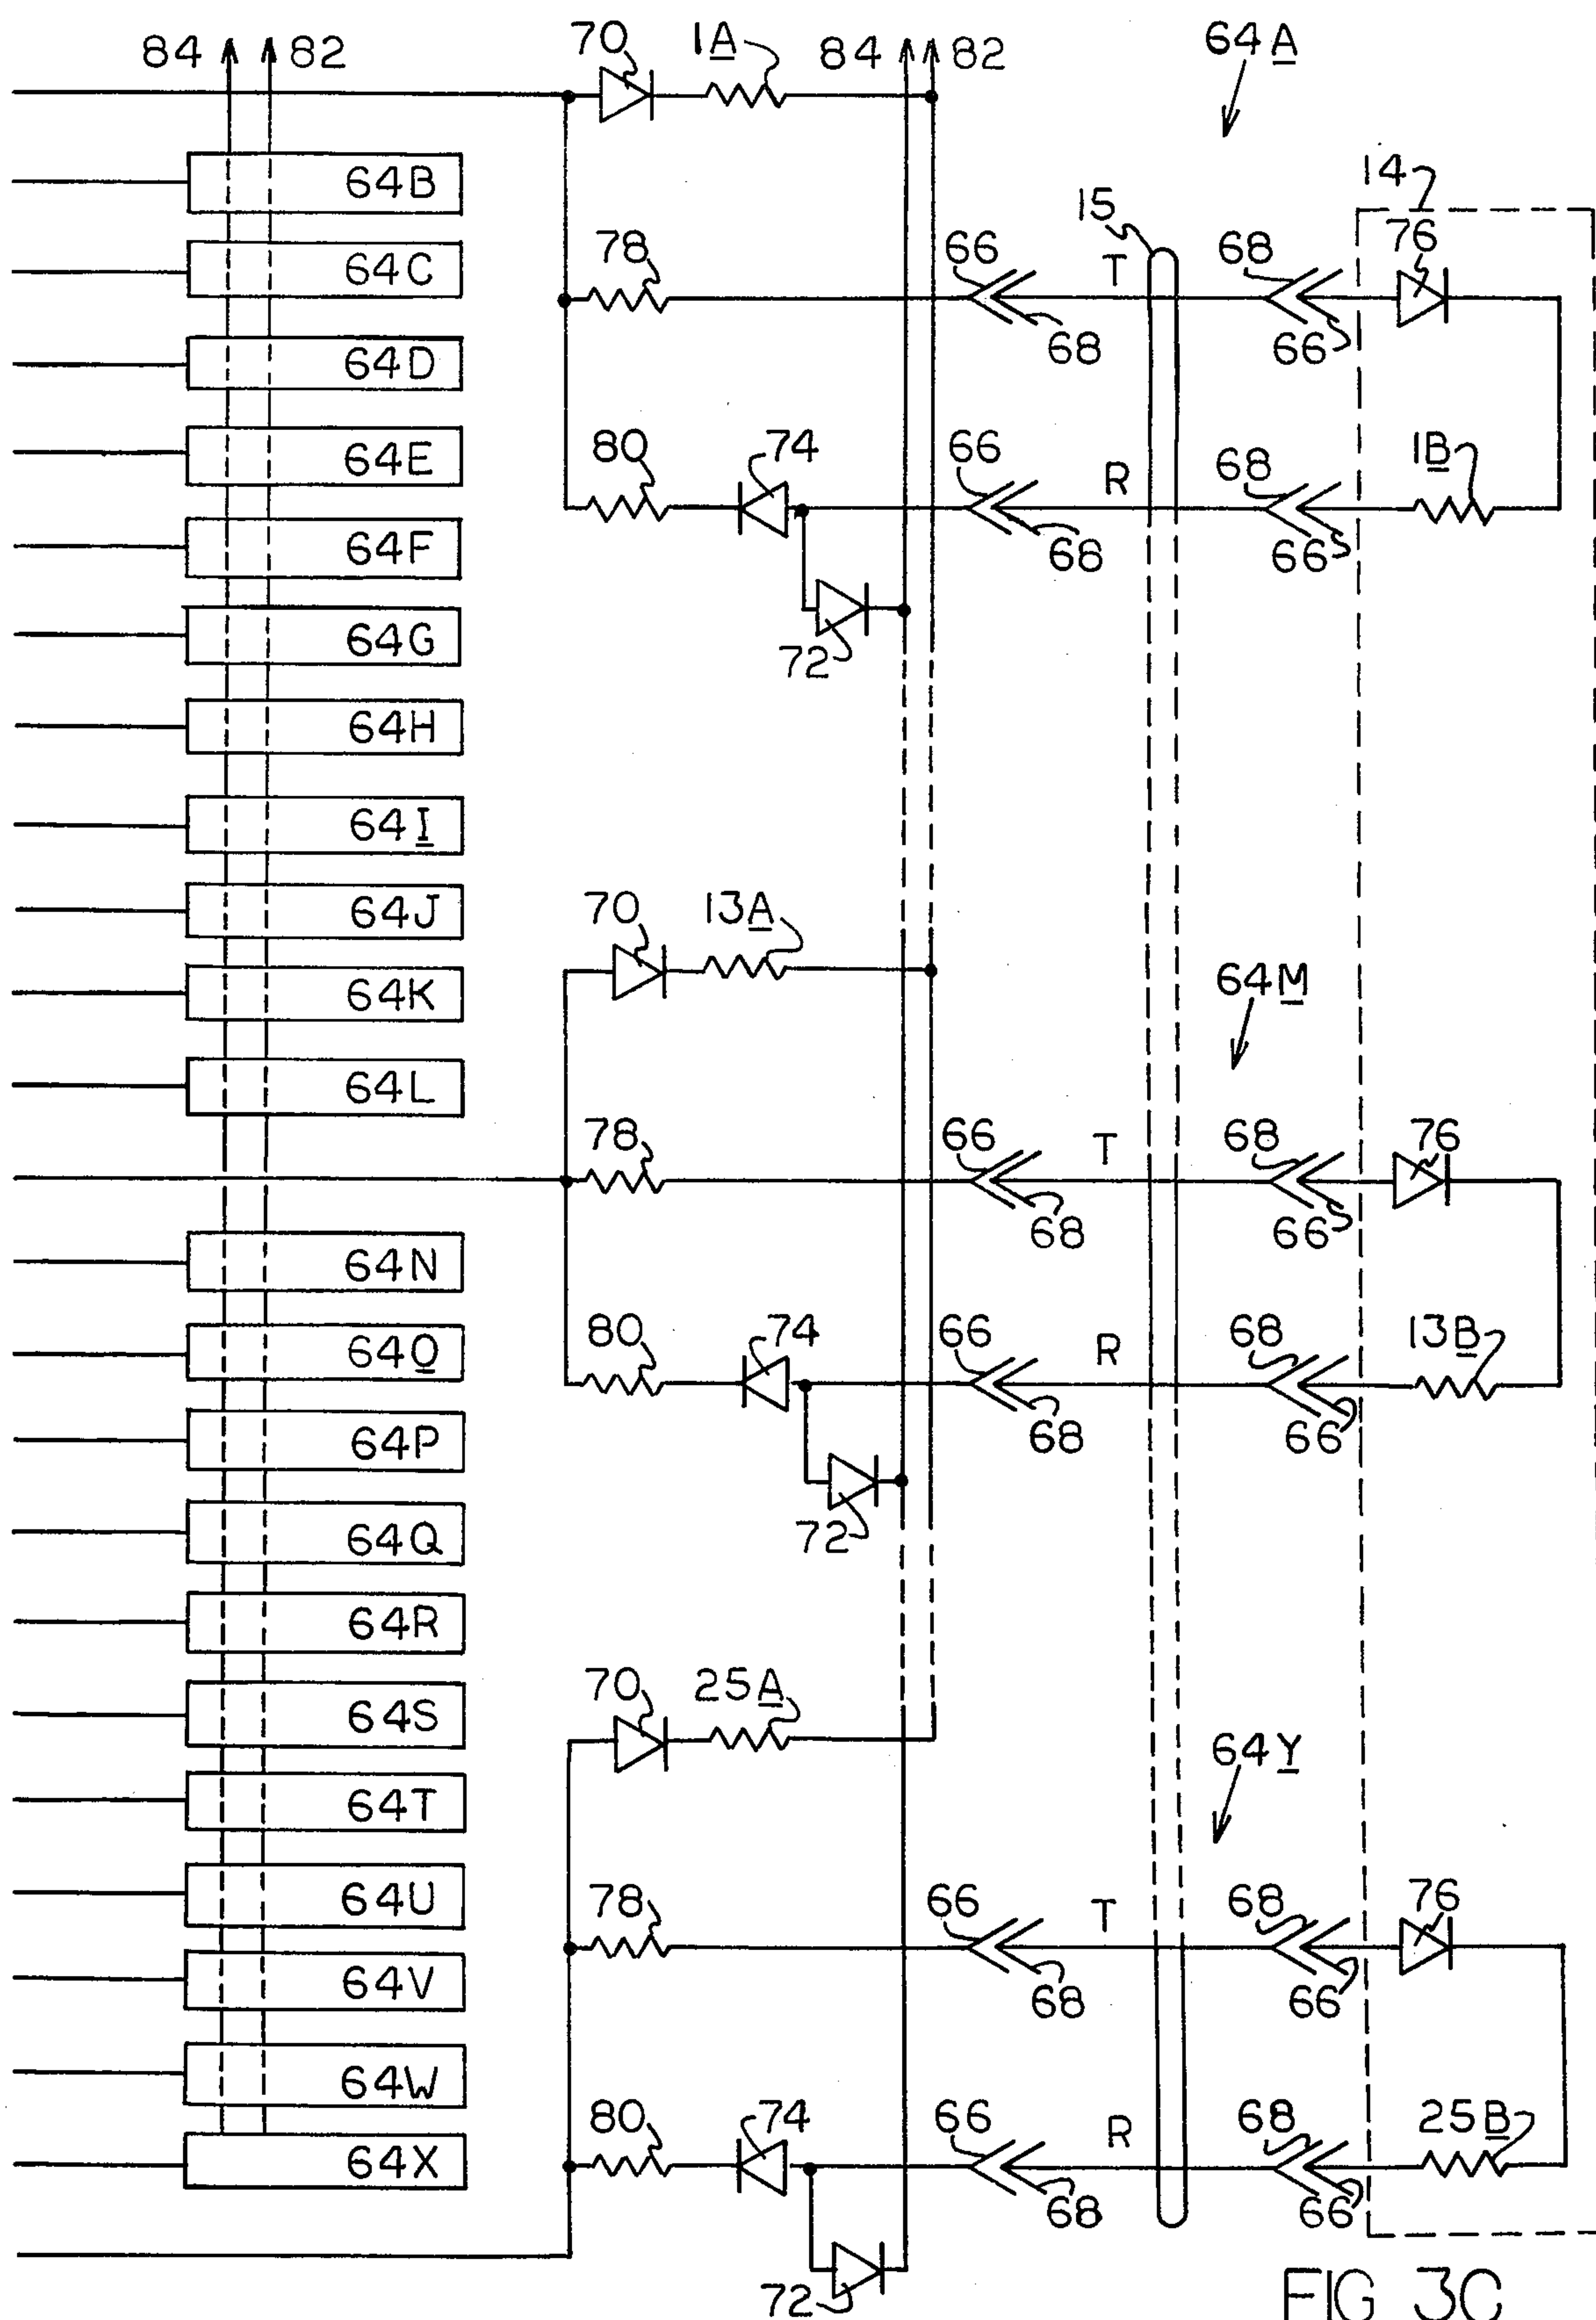 84 82 70 1A 84 82 64A
64B
14
15
64C 78 66 T 68 76
68 66
64D
64E 80 74 66 R 68 1B
64F 68 66
64G
72
64H
64I
64J 70 13A
64K 64M
64L
78 66 T 68 76
68 66
64N
64O 80 74 66 R 68 13B
64P 68 66
64Q 72
64R
64S 70 25A
64T 64Y
64U 78 66 T 68 76
64V 68 66
64W
80 74 66 R 68 25B
64X
68 66
72
FIG 3C